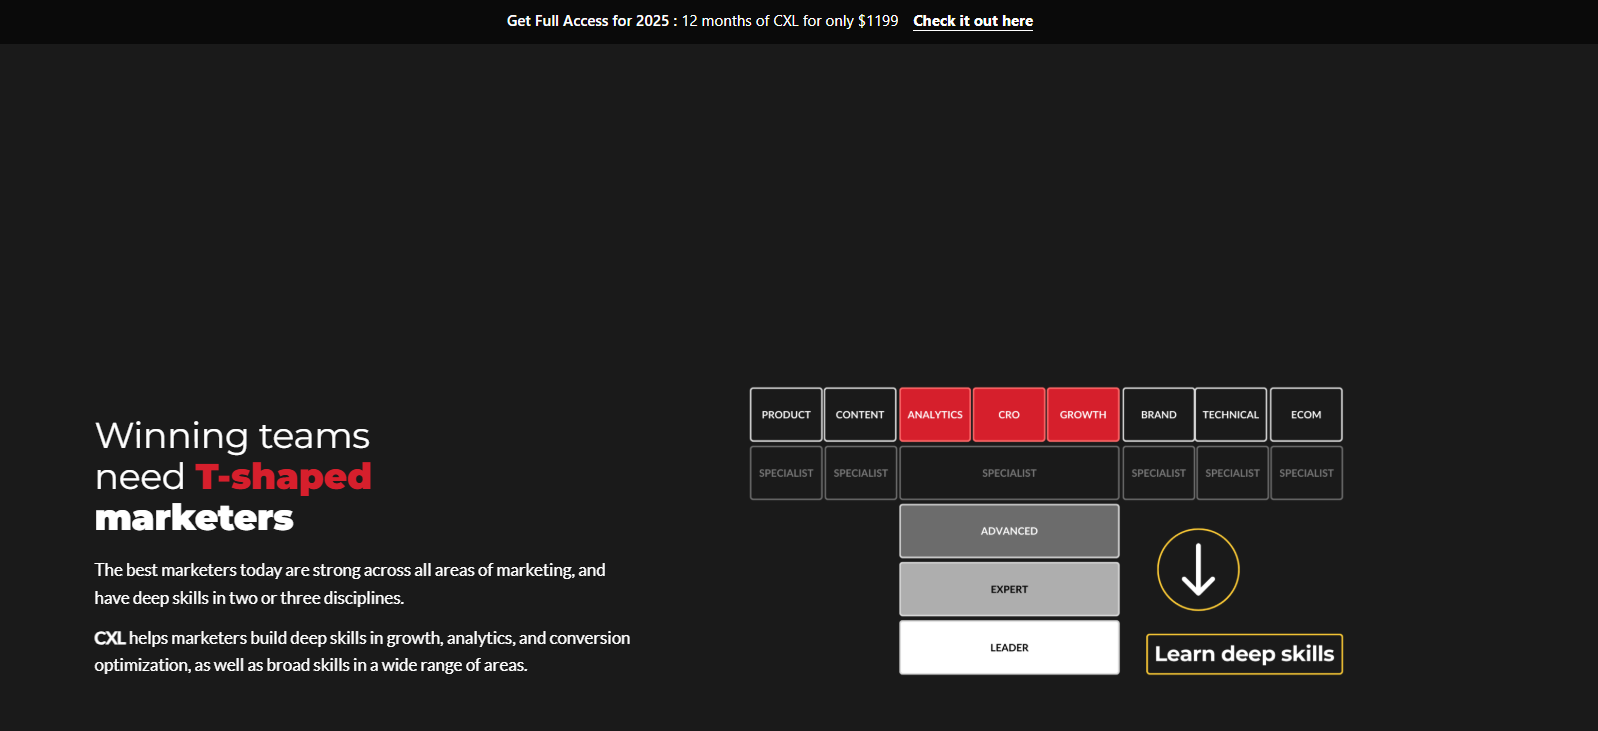 Get Full Access for 2025 : 12 months of CXL for only $1199 Check it out here
Winning teams
need T-shaped
marketers
The best marketers today are strong across all areas of marketing, and
have deep skills in two or three disciplines.
CXL helps marketers build deep skills in growth, analytics, and conversion
optimization, as well as broad skills in a wide range of areas.
PRODUCT CONTENT ANALYTICS CRO GROWTH BRAND TECHNICAL ECOM
SPECIALIST SPECIALIST SPECIALIST SPECIALIST SPECIALIST SPECIALIST
ADVANCED
EXPERT
LEADER
Learn deep skills